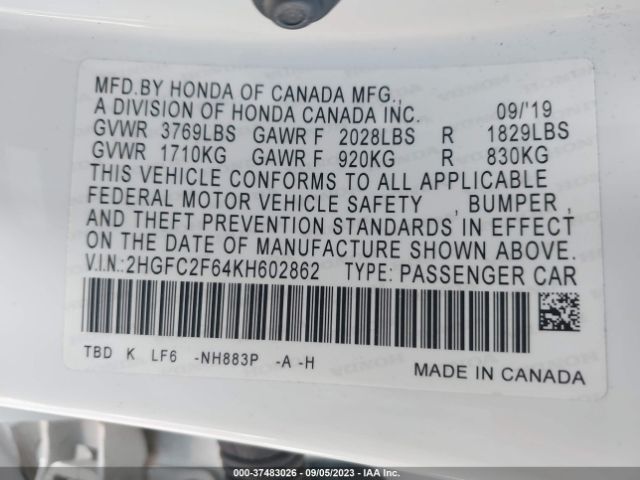 MFD.BY HONDA OF CANADA MFG.,
A DIVISION OF HONDA CANADA INC. 09/'19
GVWR 3769LBS GAWR F 2028LBS R 1829LBS
GVWR 1710KG GAWR F 920KG R 830KG
THIS VEHICLE CONFORMS TO ALL APPLICABLE
FEDERAL MOTOR VEHICLE SAFETY , BUMPER ,
AND THEFT PREVENTION STANDARDS IN EFFECT
ON THE DATE OF MANUFACTURE SHOWN ABOVE.
V.I.N.:2HGFC2F64KH602862 TYPE: PASSENGER CAR
TBD K LF6 -NH883P -A -H
MADE IN CANADA
000-37483026 - 09/05/2023 - IAA Inc.